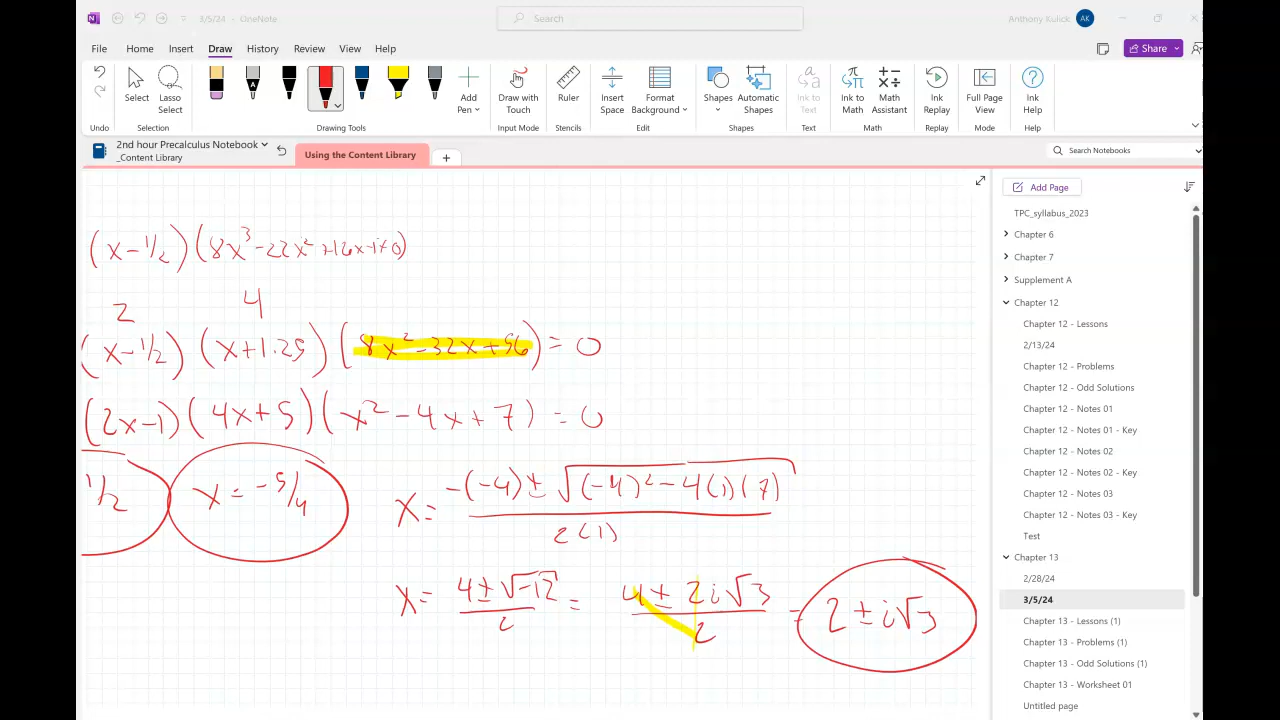 3/5/24 - OneNote
Search
Anthony Kulick AK
File Home Insert Draw History Review View Help
Share
Undo
Select
Lasso Select
Selection
Add Pen
Drawing Tools
Draw with Touch
Input Mode
Ruler
Stencils
Insert Space
Format Background
Edit
Shapes
Automatic Shapes
Shapes
Ink to Text
Text
Ink to Math
Math Assistant
Math
Ink Replay
Replay
Full Page View
Mode
Ink Help
Help
2nd hour Precalculus Notebook
_Content Library
Using the Content Library
+
Search Notebooks
(x-1/2)(8x³-22x²+16x
2 4
(x-1/2)(x+1.25)(8x²-32x+56)=0
(2x-1)(4x+5)(x²-4x+7)=0
1/2 x=-5/4
x= -(-4)±√(-4)²-4(1)(7) / 2(1)
x= 4±√-12 / 2 = 4±2i√3 / 2 = 2±i√3
Add Page
TPC_syllabus_2023
Chapter 6
Chapter 7
Supplement A
Chapter 12
Chapter 12 - Lessons
2/13/24
Chapter 12 - Problems
Chapter 12 - Odd Solutions
Chapter 12 - Notes 01
Chapter 12 - Notes 01 - Key
Chapter 12 - Notes 02
Chapter 12 - Notes 02 - Key
Chapter 12 - Notes 03
Chapter 12 - Notes 03 - Key
Test
Chapter 13
2/28/24
3/5/24
Chapter 13 - Lessons (1)
Chapter 13 - Problems (1)
Chapter 13 - Odd Solutions (1)
Chapter 13 - Worksheet 01
Untitled page